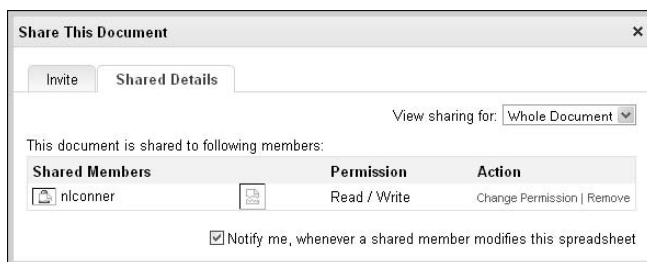 Share This Document ×
Invite Shared Details
View sharing for: Whole Document
This document is shared to following members:
Shared Members Permission Action
nlconner Read / Write Change Permission | Remove
Notify me, whenever a shared member modifies this spreadsheet